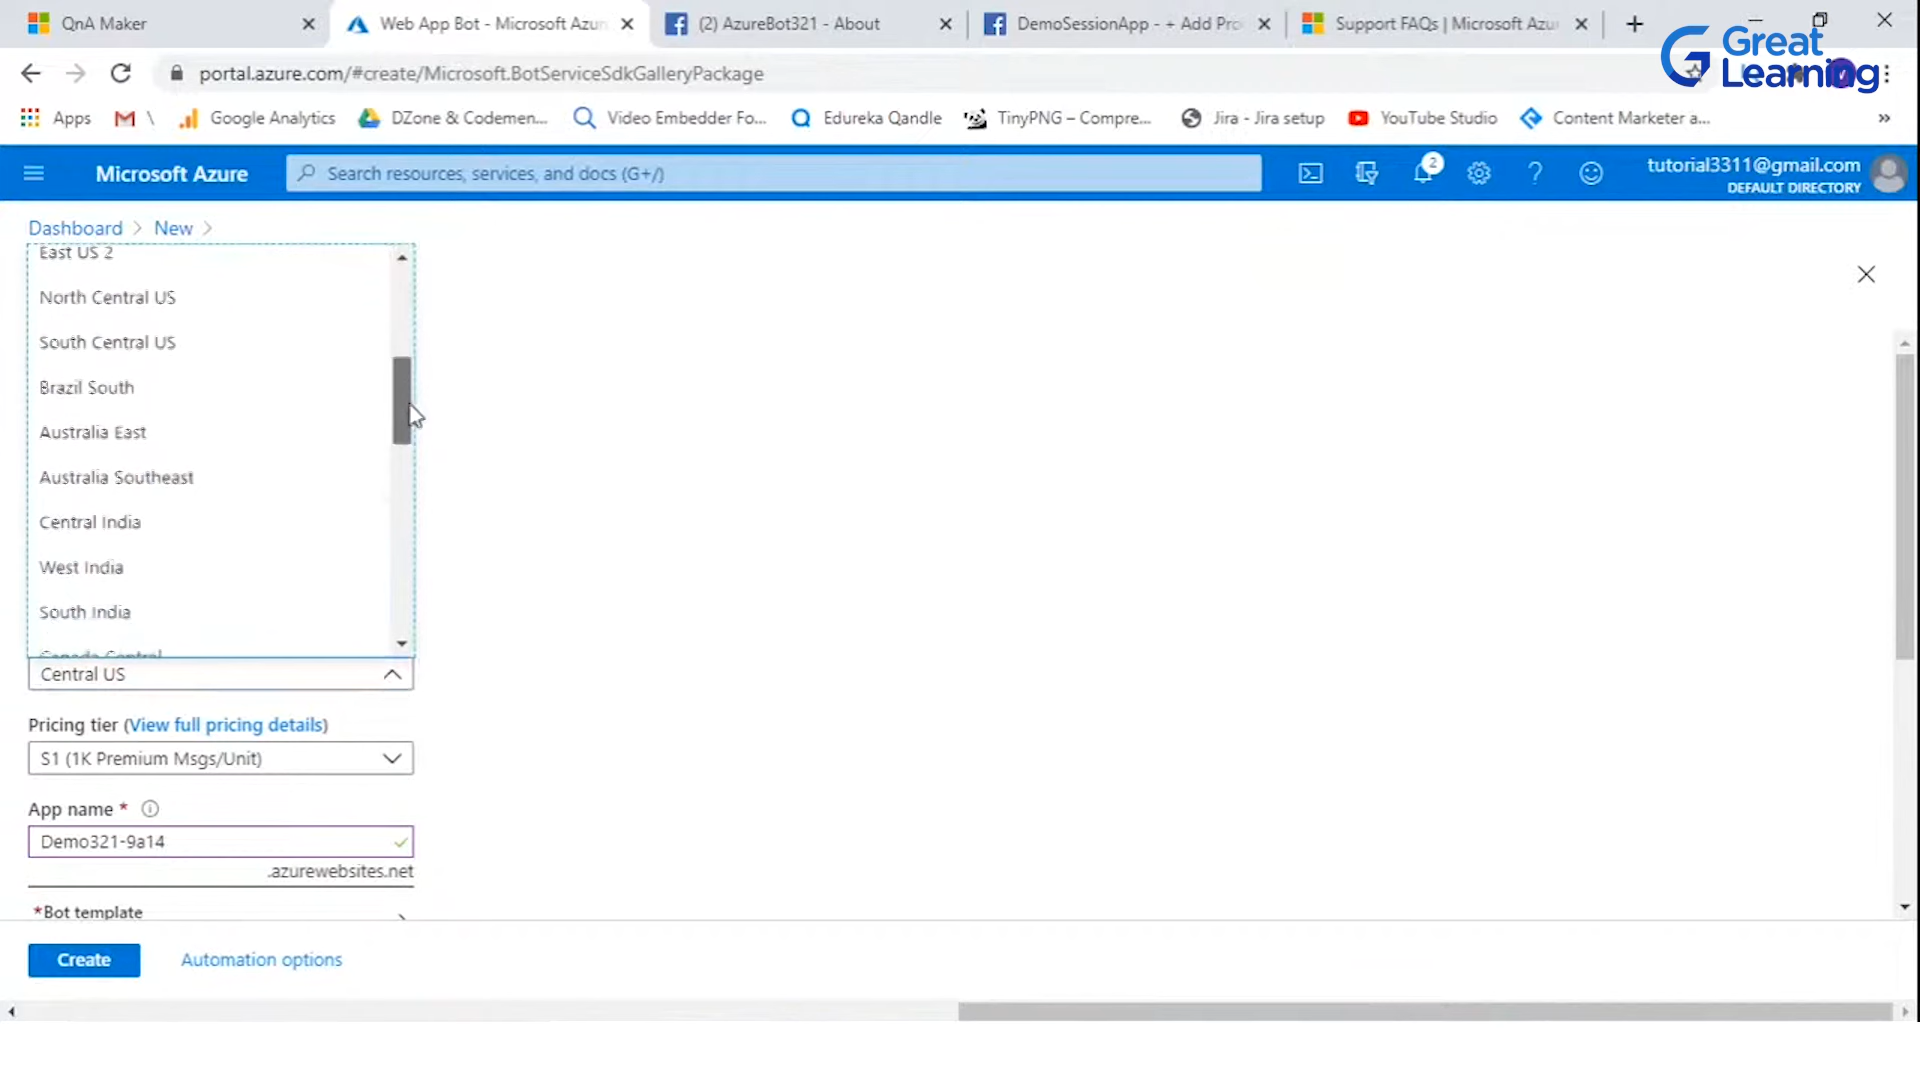 QnA Maker
Web App Bot - Microsoft Azur
(2) AzureBot321 - About
DemoSessionApp - + Add Pro
Support FAQs | Microsoft Azu
Great
Learning
portal.azure.com/#create/Microsoft.BotServiceSdkGalleryPackage
Apps
\
Google Analytics
DZone & Codemen...
Video Embedder Fo...
Edureka Qandle
TinyPNG – Compre...
Jira - Jira setup
YouTube Studio
Content Marketer a...
»
Microsoft Azure
Search resources, services, and docs (G+/)
2
tutorial3311@gmail.com
DEFAULT DIRECTORY
Dashboard > New >
East US 2
North Central US
South Central US
Brazil South
Australia East
Australia Southeast
Central India
West India
South India
Canada Central
Central US
Pricing tier (View full pricing details)
S1 (1K Premium Msgs/Unit)
App name *
Demo321-9a14
.azurewebsites.net
*Bot template
Create
Automation options